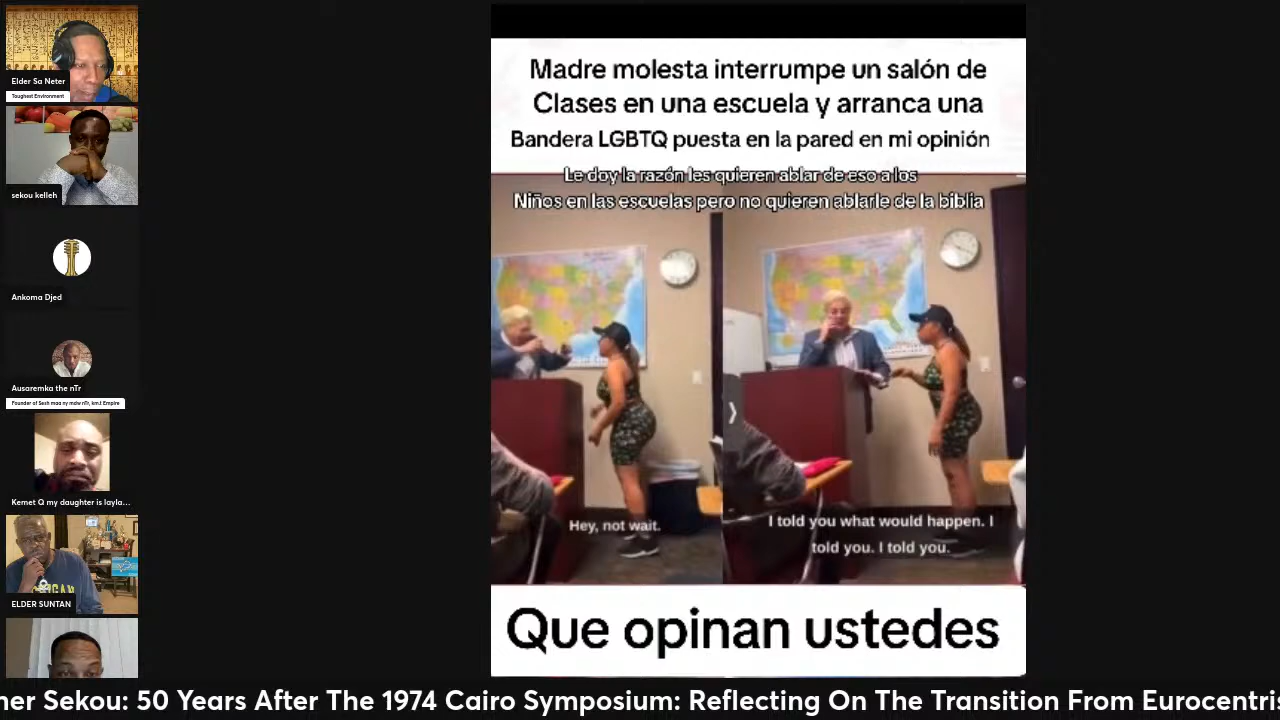 Elder Sa Neter
Toughest Environment
sekou kelleh
Ankoma Djed
Ausaremka the nTr
Founder of Sesh maa ny mdw nTr, km.t Empire
Kemet Q my daughter is layla...
ELDER SUNTAN
Madre molesta interrumpe un salón de
Clases en una escuela y arranca una
Bandera LGBTQ puesta en la pared en mi opinión
Le doy la razón les quieren ablar de eso a los
Niños en las escuelas pero no quieren ablarle de la biblia
Hey, not wait.
I told you what would happen. I
told you. I told you.
Que opinan ustedes
ner Sekou: 50 Years After The 1974 Cairo Symposium: Reflecting On The Transition From Eurocentris